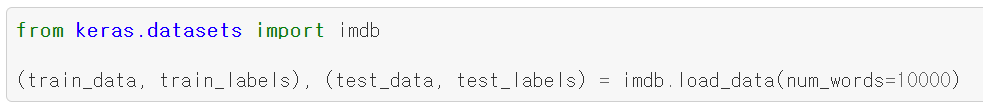 from keras.datasets import imdb
(train_data, train_labels), (test_data, test_labels) = imdb.load_data(num_words=10000)